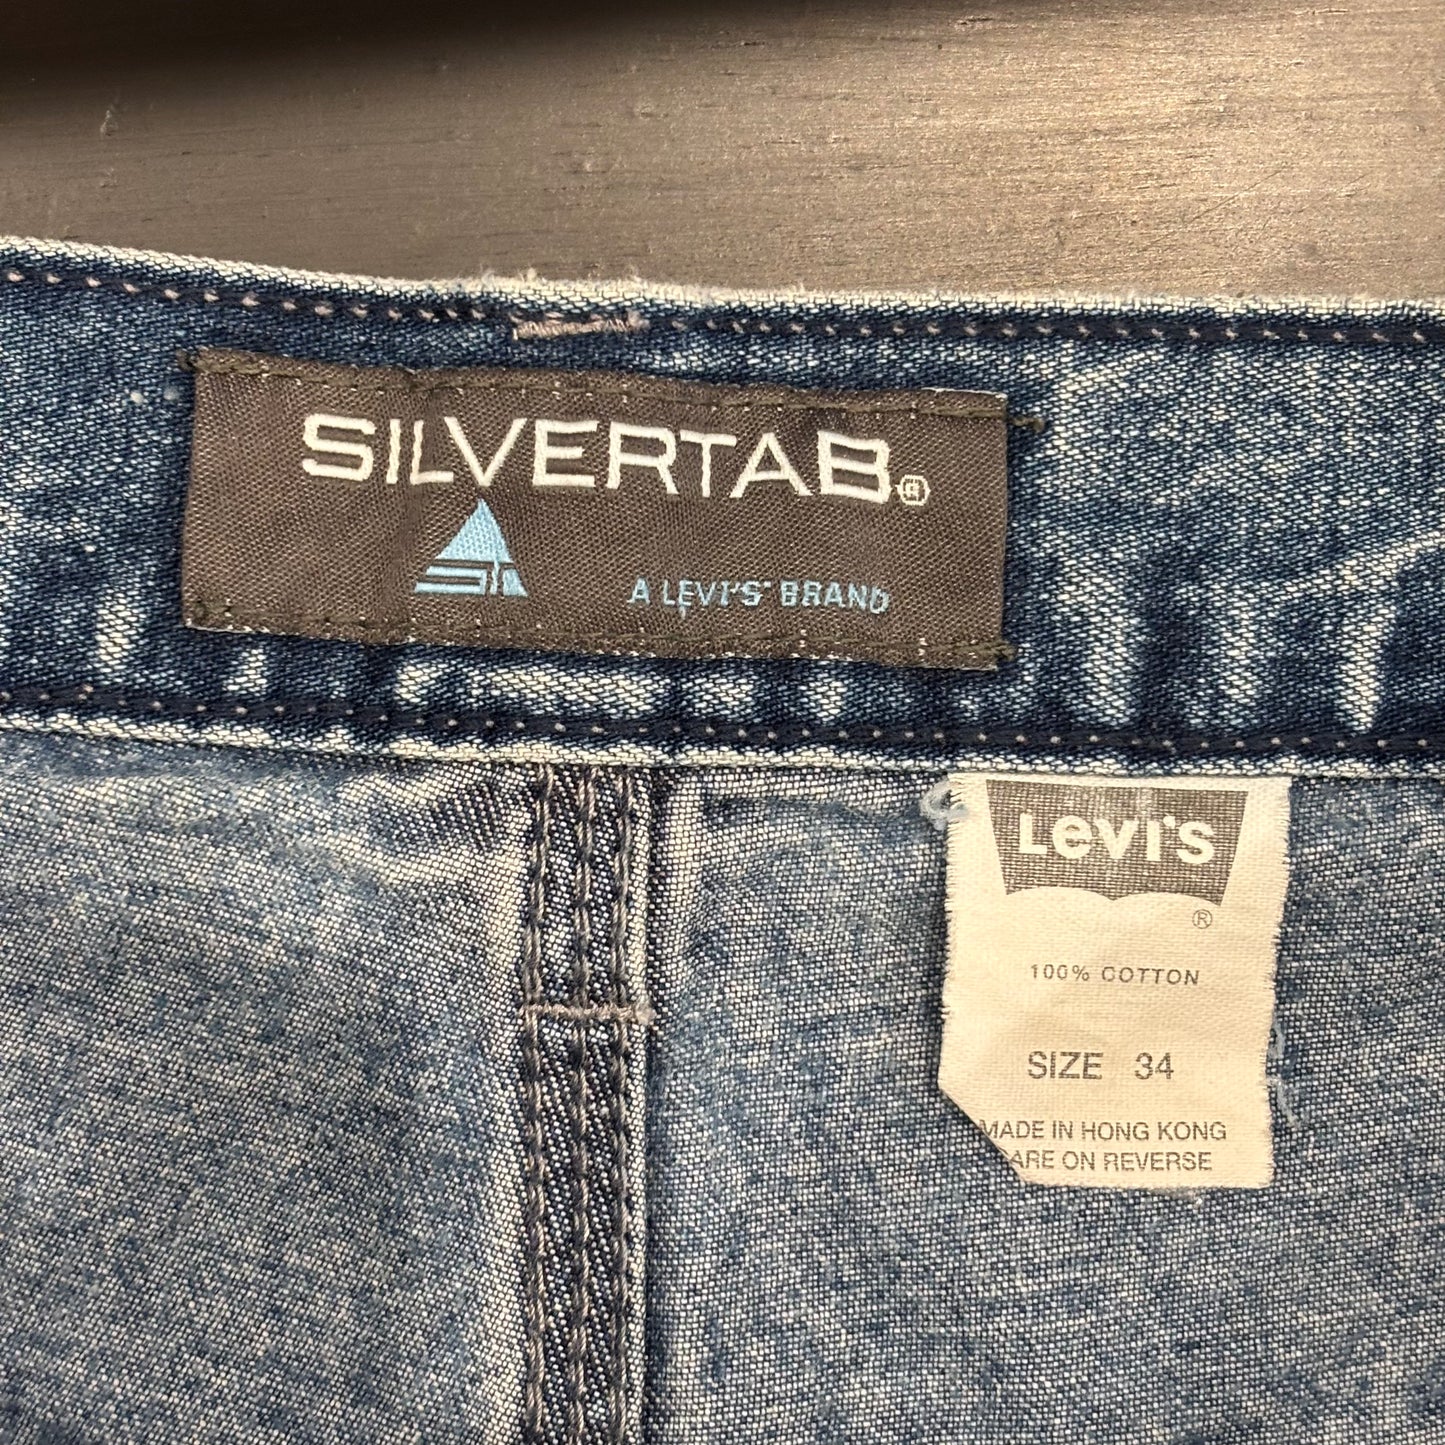 SILVERTAB®
ST
A LEVI'S® BRAND
Levi's
®
100% COTTON
SIZE 34
MADE IN HONG KONG
ARE ON REVERSE